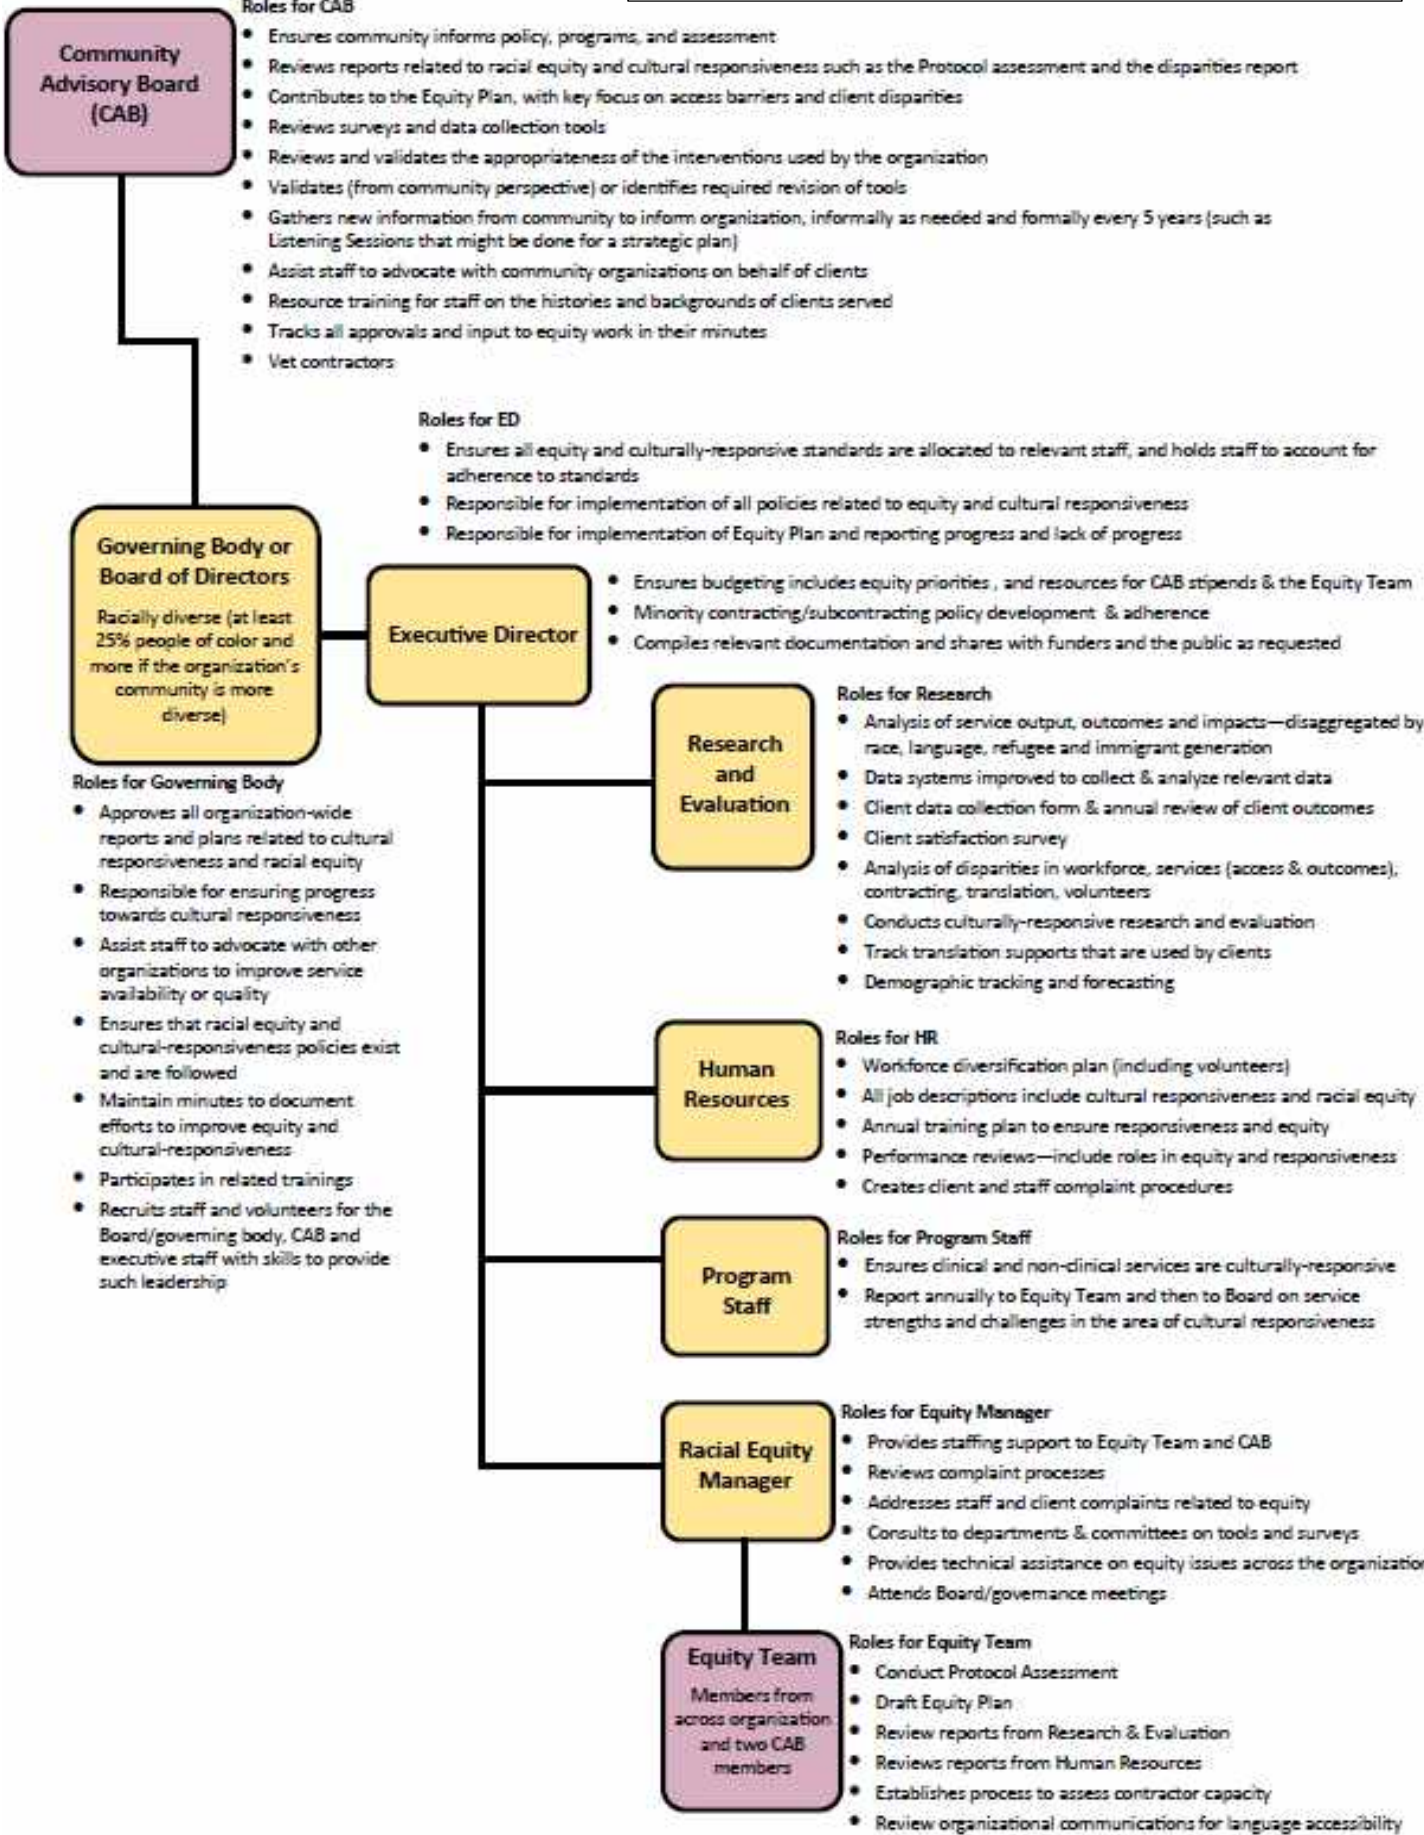 Roles for CAB
Community
Advisory Board
(CAB)
• Ensures community informs policy, programs, and assessment
• Reviews reports related to racial equity and cultural responsiveness such as the Protocol assessment and the disparities report
• Contributes to the Equity Plan, with key focus on access barriers and client disparities
• Reviews surveys and data collection tools
• Reviews and validates the appropriateness of the interventions used by the organization
• Validates (from community perspective) or identifies required revision of tools
• Gathers new information from community to inform organization, informally as needed and formally every 5 years (such as
Listening Sessions that might be done for a strategic plan)
• Assist staff to advocate with community organizations on behalf of clients
• Resource training for staff on the histories and backgrounds of clients served
• Tracks all approvals and input to equity work in their minutes
• Vet contractors
Roles for ED
• Ensures all equity and culturally-responsive standards are allocated to relevant staff, and holds staff to account for
adherence to standards
• Responsible for implementation of all policies related to equity and cultural responsiveness
• Responsible for implementation of Equity Plan and reporting progress and lack of progress
• Ensures budgeting includes equity priorities , and resources for CAB stipends & the Equity Team
• Minority contracting/subcontracting policy development & adherence
• Compiles relevant documentation and shares with funders and the public as requested
Governing Body or
Board of Directors
Racially diverse (at least
25% people of color and
more if the organization's
community is more
diverse)
Executive Director
Roles for Governing Body
• Approves all organization-wide
reports and plans related to cultural
responsiveness and racial equity
• Responsible for ensuring progress
towards cultural responsiveness
• Assist staff to advocate with other
organizations to improve service
availability or quality
• Ensures that racial equity and
cultural-responsiveness policies exist
and are followed
• Maintain minutes to document
efforts to improve equity and
cultural-responsiveness
• Participates in related trainings
• Recruits staff and volunteers for the
Board/governing body, CAB and
executive staff with skills to provide
such leadership
Research
and
Evaluation
Roles for Research
• Analysis of service output, outcomes and impacts—disaggregated by
race, language, refugee and immigrant generation
• Data systems improved to collect & analyze relevant data
• Client data collection form & annual review of client outcomes
• Client satisfaction survey
• Analysis of disparities in workforce, services (access & outcomes),
contracting, translation, volunteers
• Conducts culturally-responsive research and evaluation
• Track translation supports that are used by clients
• Demographic tracking and forecasting
Human
Resources
Roles for HR
• Workforce diversification plan (including volunteers)
• All job descriptions include cultural responsiveness and racial equity
• Annual training plan to ensure responsiveness and equity
• Performance reviews—include roles in equity and responsiveness
• Creates client and staff complaint procedures
Program
Staff
Roles for Program Staff
• Ensures clinical and non-clinical services are culturally-responsive
• Report annually to Equity Team and then to Board on service
strengths and challenges in the area of cultural responsiveness
Racial Equity
Manager
Roles for Equity Manager
• Provides staffing support to Equity Team and CAB
• Reviews complaint processes
• Addresses staff and client complaints related to equity
• Consults to departments & committees on tools and surveys
• Provides technical assistance on equity issues across the organization
• Attends Board/governance meetings
Equity Team
Members from
across organization
and two CAB
members
Roles for Equity Team
• Conduct Protocol Assessment
• Draft Equity Plan
• Review reports from Research & Evaluation
• Reviews reports from Human Resources
• Establishes process to assess contractor capacity
• Review organizational communications for language accessibility